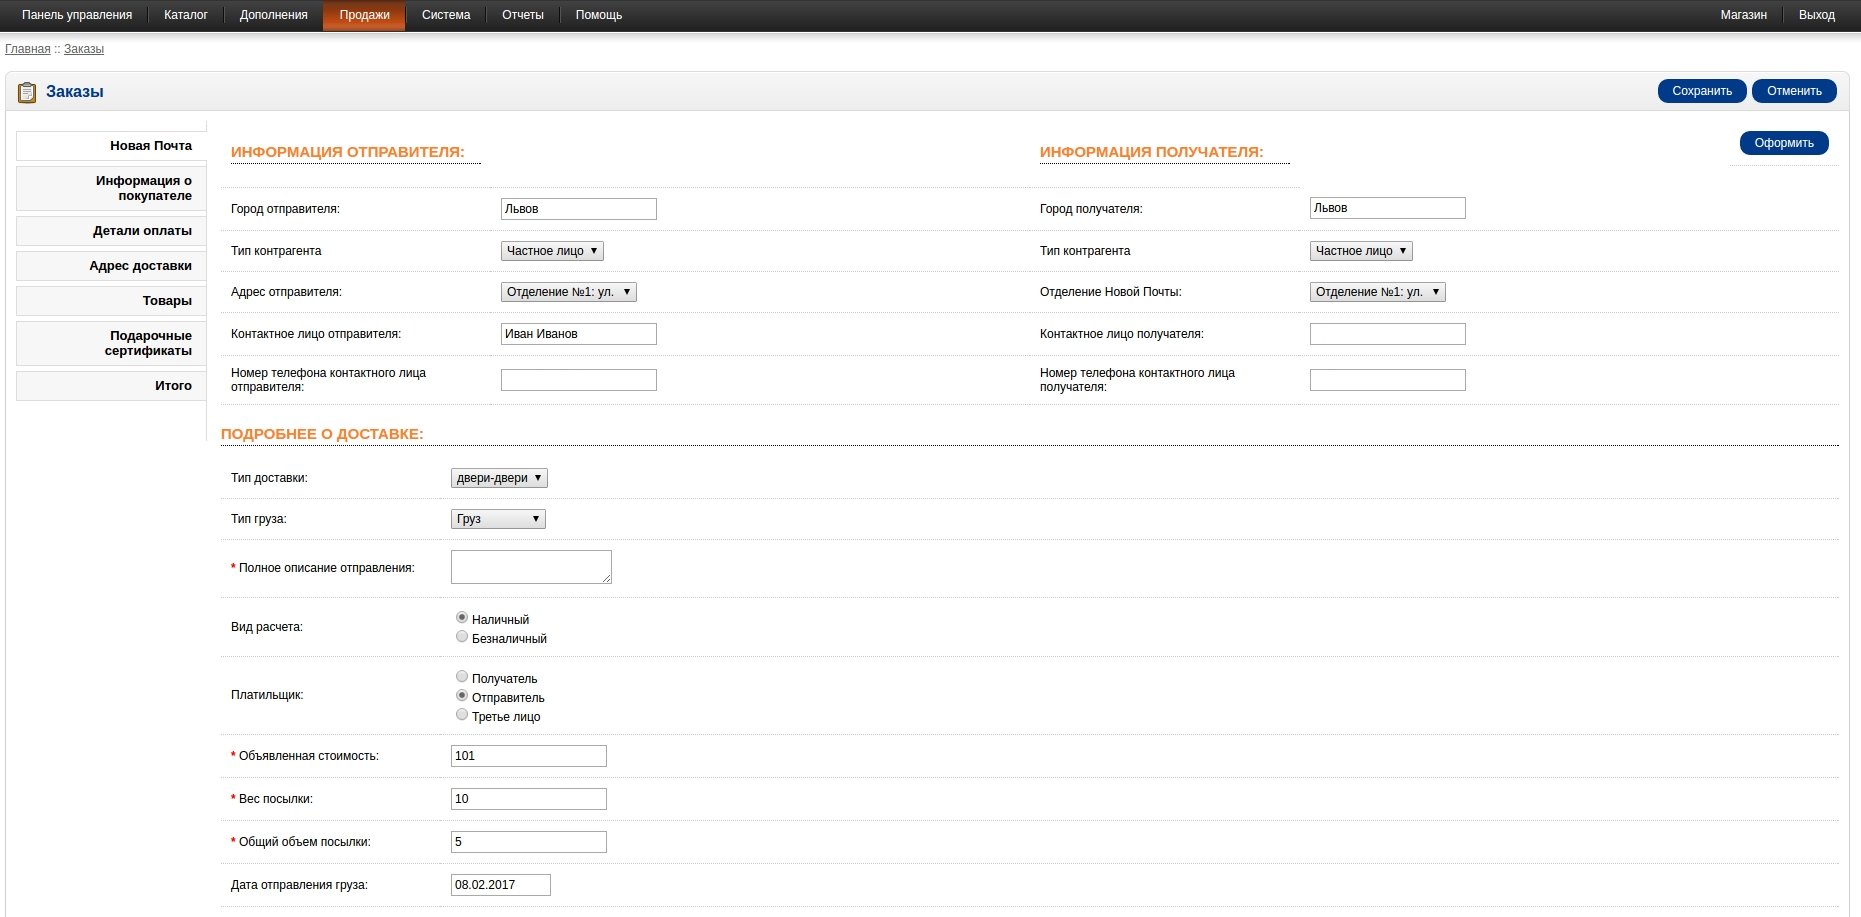 Панель управления Каталог Дополнения Продажи Система Отчеты Помощь Магазин Выход
Главная :: Заказы
Заказы Сохранить Отменить
Новая Почта
Информация о
покупателе
Детали оплаты
Адрес доставки
Товары
Подарочные
сертификаты
Итого
Оформить
ИНФОРМАЦИЯ ОТПРАВИТЕЛЯ: ИНФОРМАЦИЯ ПОЛУЧАТЕЛЯ:
Город отправителя: Львов Город получателя: Львов
Тип контрагента Частное лицо Тип контрагента Частное лицо
Адрес отправителя: Отделение №1: ул. Отделение Новой Почты: Отделение №1: ул.
Контактное лицо отправителя: Иван Иванов Контактное лицо получателя:
Номер телефона контактного лица Номер телефона контактного лица
отправителя: получателя:
ПОДРОБНЕЕ О ДОСТАВКЕ:
Тип доставки: двери-двери
Тип груза: Груз
* Полное описание отправления:
Вид расчета: Наличный
Безналичный
Платильщик: Получатель
Отправитель
Третье лицо
* Объявленная стоимость: 101
* Вес посылки: 10
* Общий объем посылки: 5
Дата отправления груза: 08.02.2017